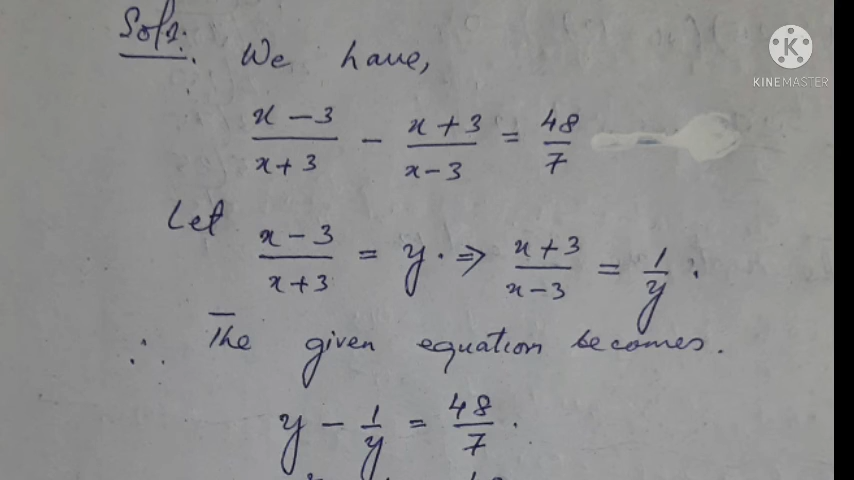 Soln:. We have,
K
KINEMASTER
x - 3 / x + 3 - x + 3 / x - 3 = 48 / 7
Let x - 3 / x + 3 = y. ⇒ x + 3 / x - 3 = 1 / y.
∴ The given equation becomes.
y - 1 / y = 48 / 7.